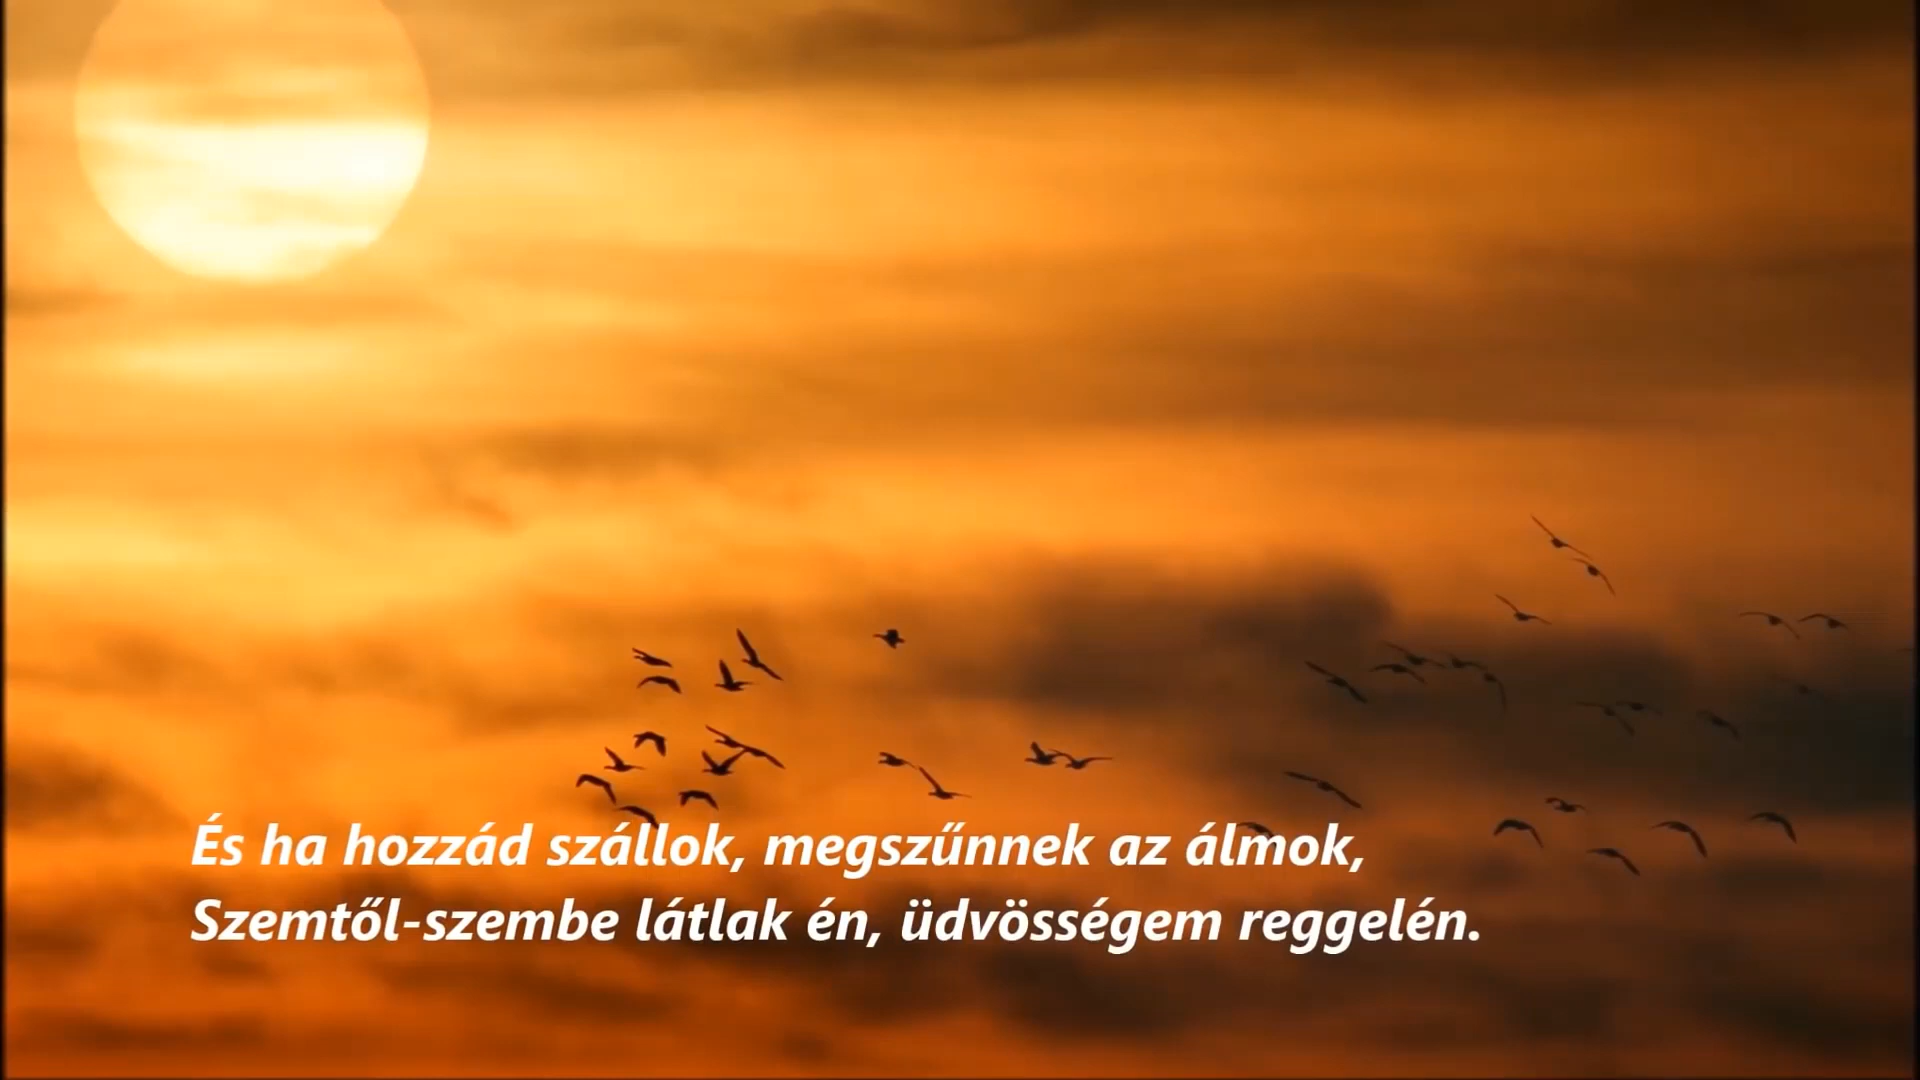 És ha hozzád szállok, megszűnnek az álmok,
Szemtől-szembe látlak én, üdvösségem reggelén.